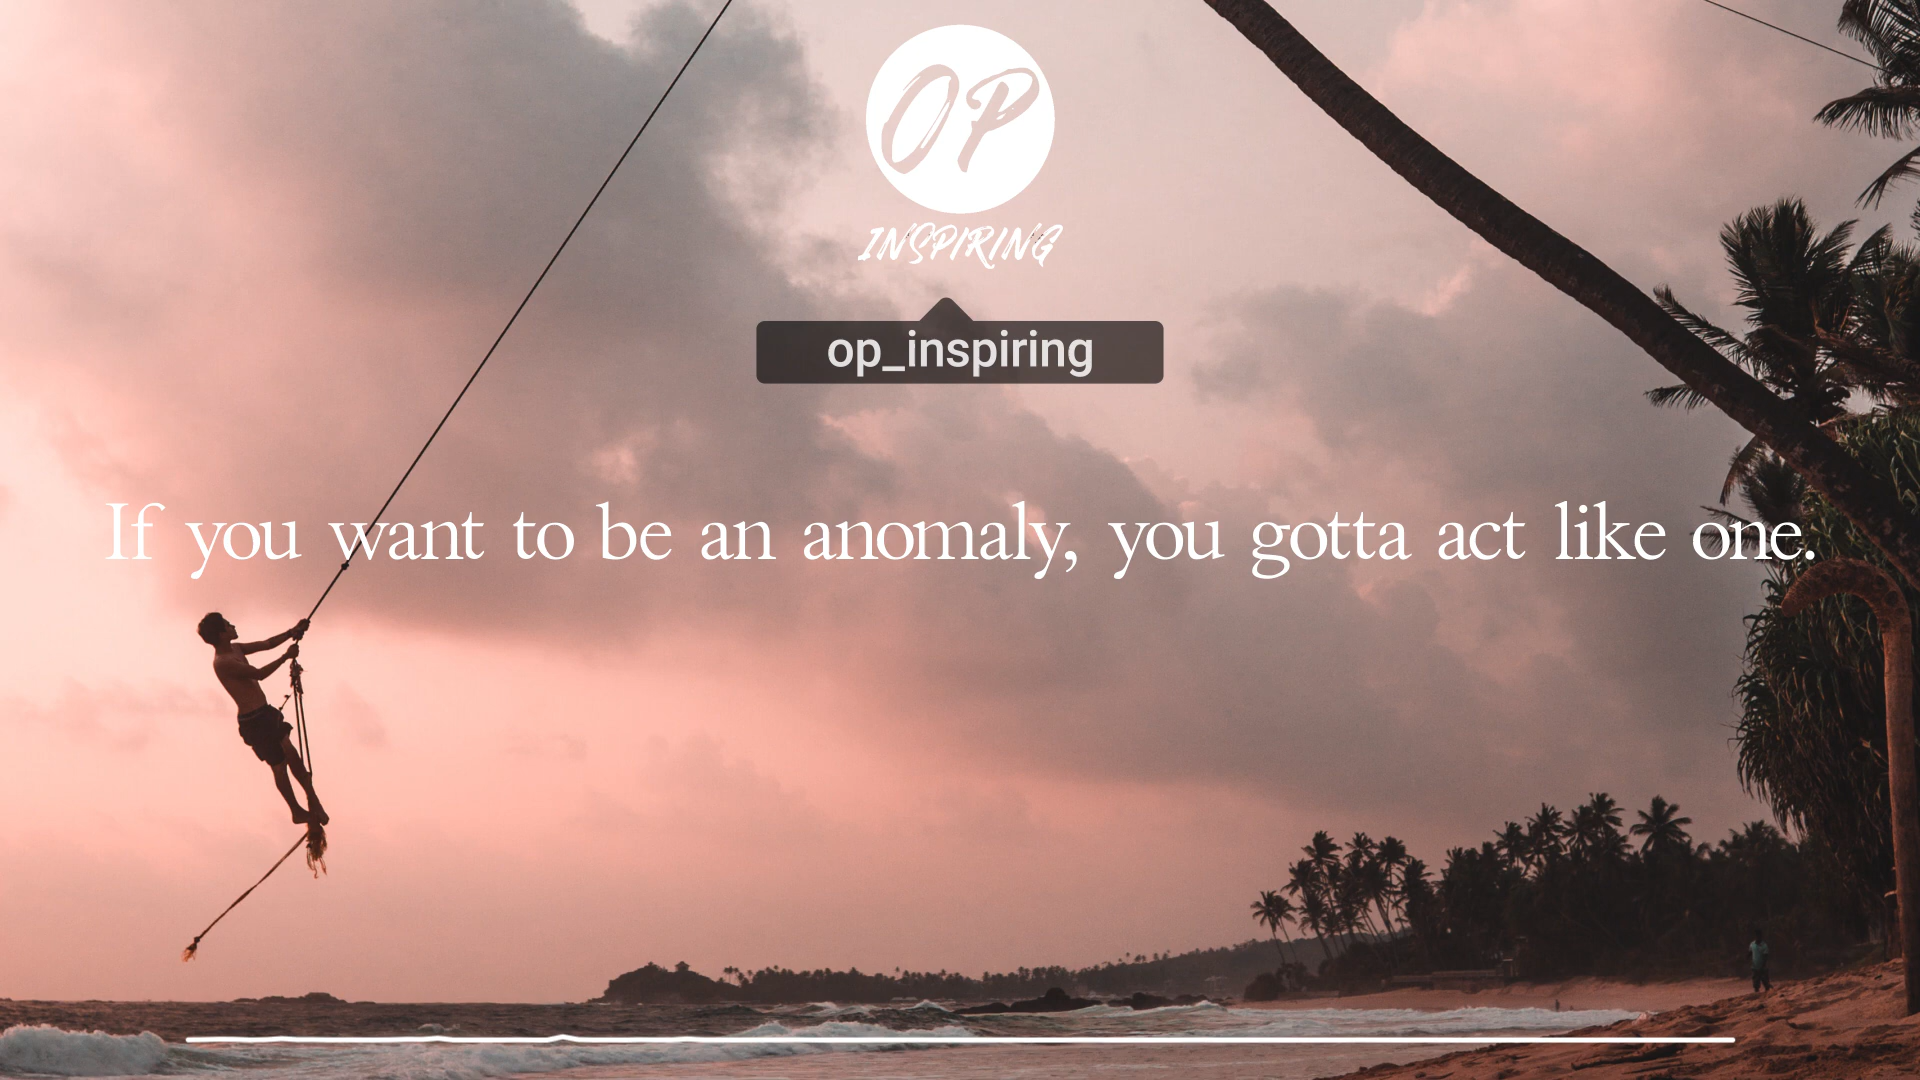 OP
INSPIRING
op_inspiring
If you want to be an anomaly, you gotta act like one.